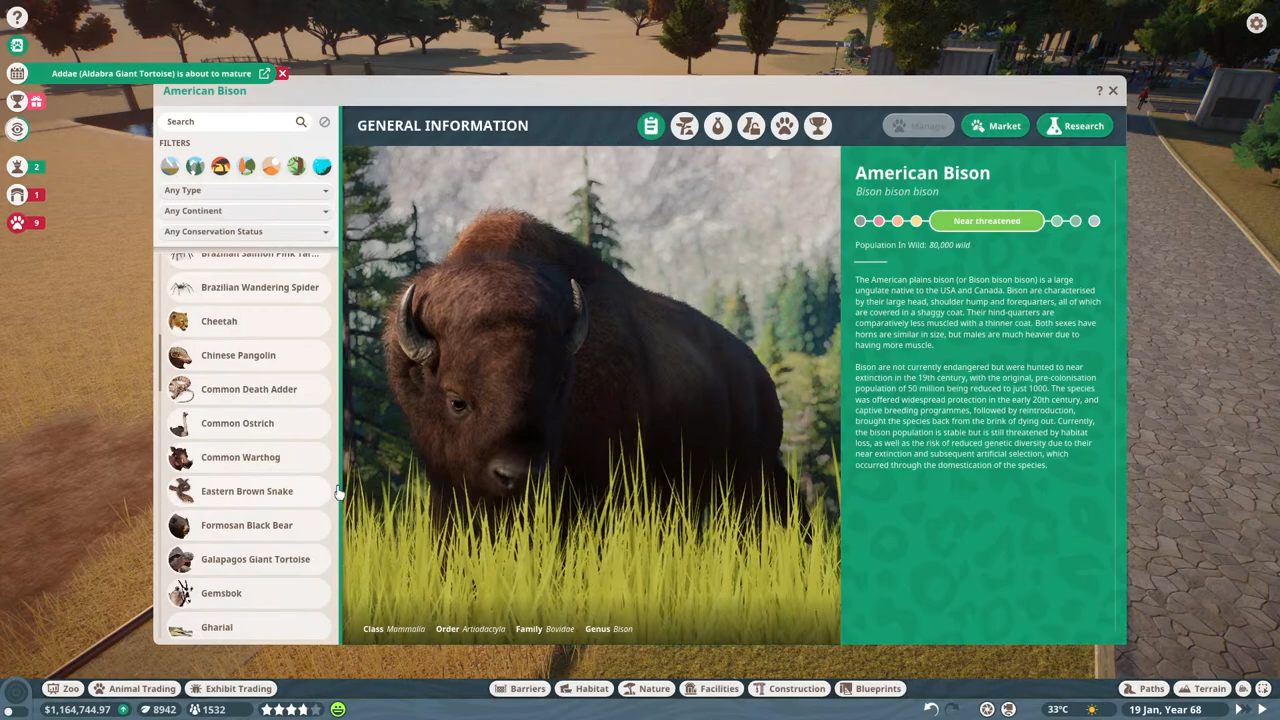 ?
Addae (Aldabra Giant Tortoise) is about to mature
2
1
9
American Bison
?
Search
FILTERS
Any Type
Any Continent
Any Conservation Status
Brazilian Salmon Pink Tar...
Brazilian Wandering Spider
Cheetah
Chinese Pangolin
Common Death Adder
Common Ostrich
Common Warthog
Eastern Brown Snake
Formosan Black Bear
Galapagos Giant Tortoise
Gemsbok
Gharial
GENERAL INFORMATION
Manage
Market
Research
Class Mammalia Order Artiodactyla Family Bovidae Genus Bison
American Bison
Bison bison bison
Near threatened
Population In Wild: 80,000 wild
The American plains bison (or Bison bison bison) is a large
ungulate native to the USA and Canada. Bison are characterised
by their large head, shoulder hump and forequarters, all of which
are covered in a shaggy coat. Their hind-quarters are
comparatively less muscled with a thinner coat. Both sexes have
horns are similar in size, but males are much heavier due to
having more muscle.
Bison are not currently endangered but were hunted to near
extinction in the 19th century, with the original, pre-colonisation
population of 50 million being reduced to just 1000. The species
was offered widespread protection in the early 20th century, and
captive breeding programmes, followed by reintroduction,
brought the species back from the brink of dying out. Currently,
the bison population is stable but is still threatened by habitat
loss, as well as the risk of reduced genetic diversity due to their
near extinction and subsequent artificial selection, which
occurred through the domestication of the species.
Zoo
Animal Trading
Exhibit Trading
Barriers
Habitat
Nature
Facilities
Construction
Blueprints
Paths
Terrain
$1,164,744.97
8942
1532
33°C
19 Jan, Year 68